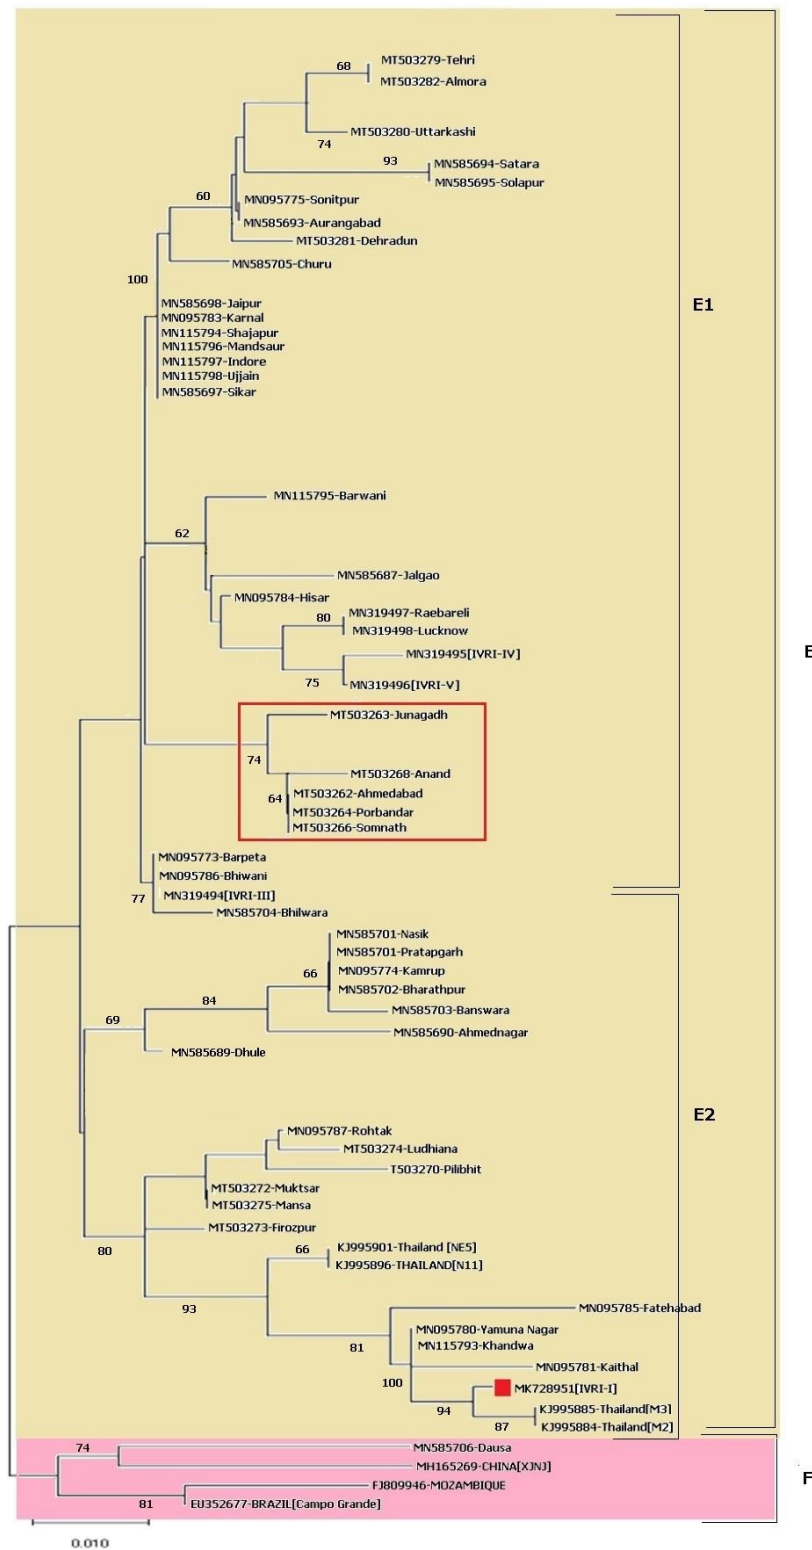 MT503279-Tehri
68
MT503282-Almora
MT503280-Uttarkashi
74
93
MN585694-Satara
MN585695-Solapur
60
MN095775-Sonitpur
MN585693-Aurangabad
MT503281-Dehradun
MN585705-Churu
100
MN585698-Jaipur
E1
MN095783-Karnal
MN115794-Shajapur
MN115796-Mandsaur
MN115797-Indore
MN115798-Ujjain
MN585697-Sikar
MN115795-Barwani
62
MN585687-Jalgao
MN095784-Hisar
MN319497-Raebareli
80
MN319498-Lucknow
MN319495[IVRI-IV]
75
MN319496[IVRI-V]
MT503263-Junagadh
74
MT503268-Anand
MT503262-Ahmedabad
64
MT503264-Porbandar
MT503266-Somnath
MN095773-Barpeta
MN095786-Bhiwani
MN319494[IVRI-III]
77
MN585704-Bhilwara
MN585701-Nasik
MN585701-Pratapgarh
MN095774-Kamrup
66
MN585702-Bharathpur
84
MN585703-Banswara
69
MN585690-Ahmednagar
MN585689-Dhule
E2
MN095787-Rohtak
MT503274-Ludhiana
T503270-Pilibhit
MT503272-Muktsar
MT503275-Mansa
MT503273-Firozpur
80
66
KJ995901-Thailand [NE5]
KJ995896-THAILAND[N11]
93
MN095785-Fatehabad
MN095780-Yamuna Nagar
81
MN115793-Khandwa
MN095781-Kaithal
100
MK728951[IVRI-I]
94
KJ995885-Thailand[M3]
87
KJ995884-Thailand[M2]
74
MN585706-Dausa
MH165269-CHINA[XJNJ]
F
FJ809946-MOZAMBIQUE
81
EU352677-BRAZIL[Campo Grande]
0.010